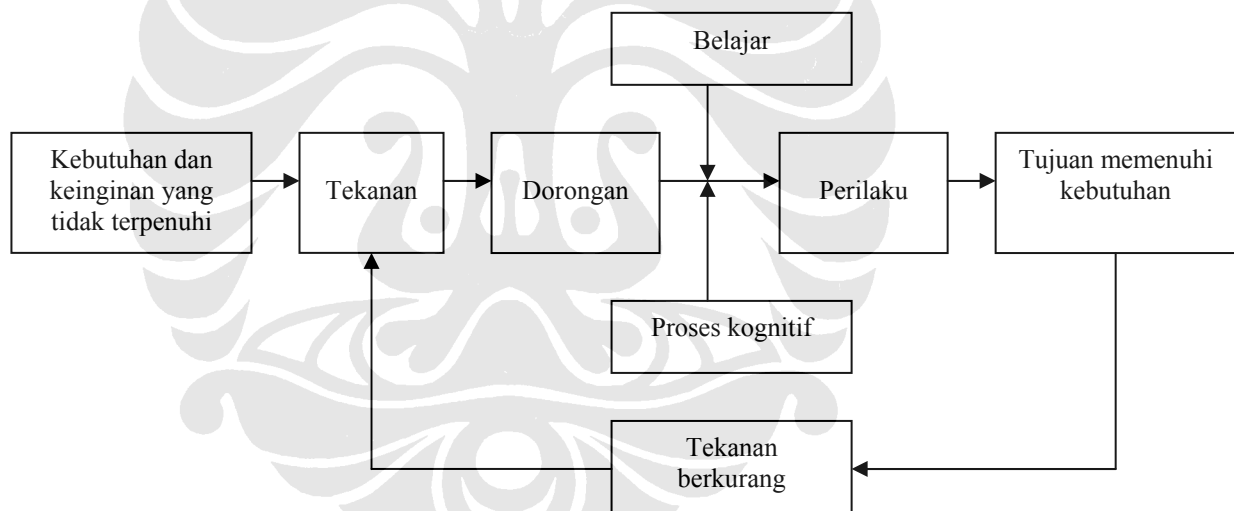 Belajar
Kebutuhan dan
keinginan yang
tidak terpenuhi
Tekanan
Dorongan
Perilaku
Tujuan memenuhi
kebutuhan
Proses kognitif
Tekanan
berkurang